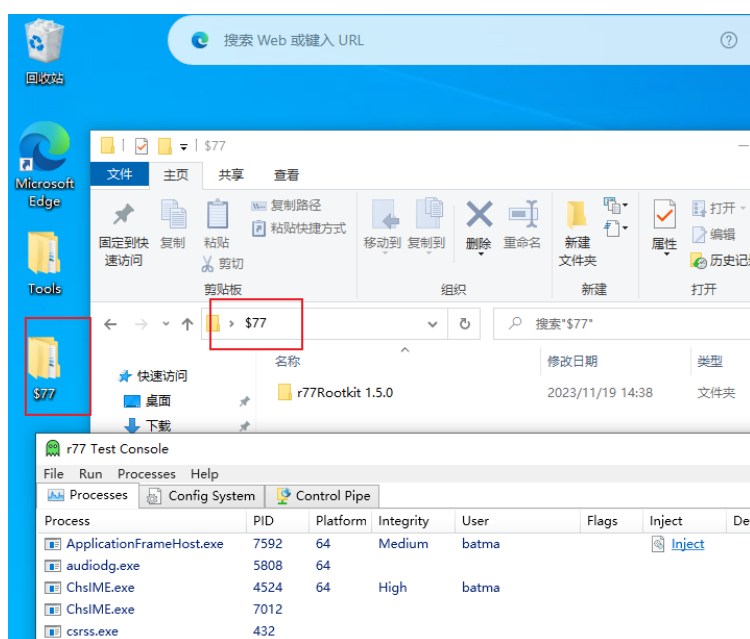 搜索 Web 或键入 URL
回收站
$77
文件 主页 共享 查看
Microsoft Edge
固定到快速访问 复制 粘贴 复制路径 粘贴快捷方式 剪切 移动到 复制到 删除 重命名 新建文件夹 属性 打开 编辑 历史记
剪贴板 组织 新建 打开
Tools
$77 搜索"$77"
名称 修改日期 类型
快速访问
$77
r77Rootkit 1.5.0 2023/11/19 14:38 文件夹
桌面
下载
r77 Test Console
File Run Processes Help
Processes Config System Control Pipe
Process PID Platform Integrity User Flags Inject De
ApplicationFrameHost.exe 7592 64 Medium batma Inject
audiodg.exe 5808 64
ChsIME.exe 4524 64 High batma
ChsIME.exe 7012
csrss.exe 432